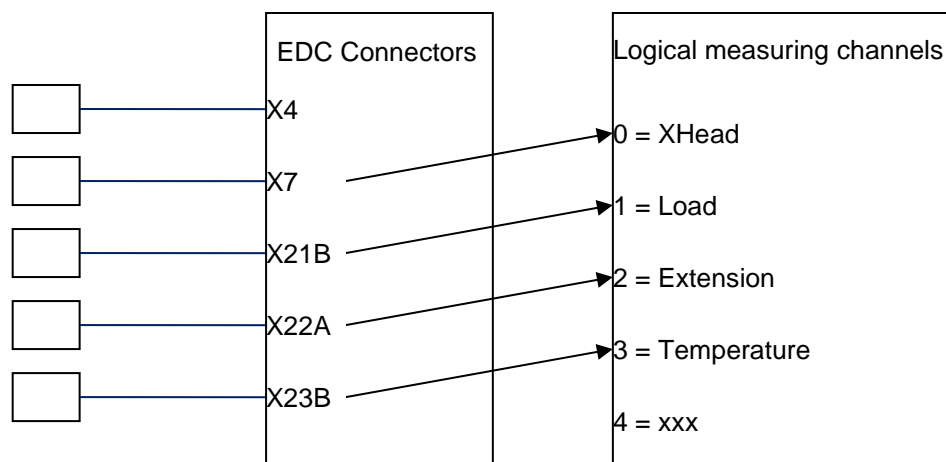 EDC Connectors
X4
X7
X21B
X22A
X23B
Logical measuring channels
0 = XHead
1 = Load
2 = Extension
3 = Temperature
4 = xxx